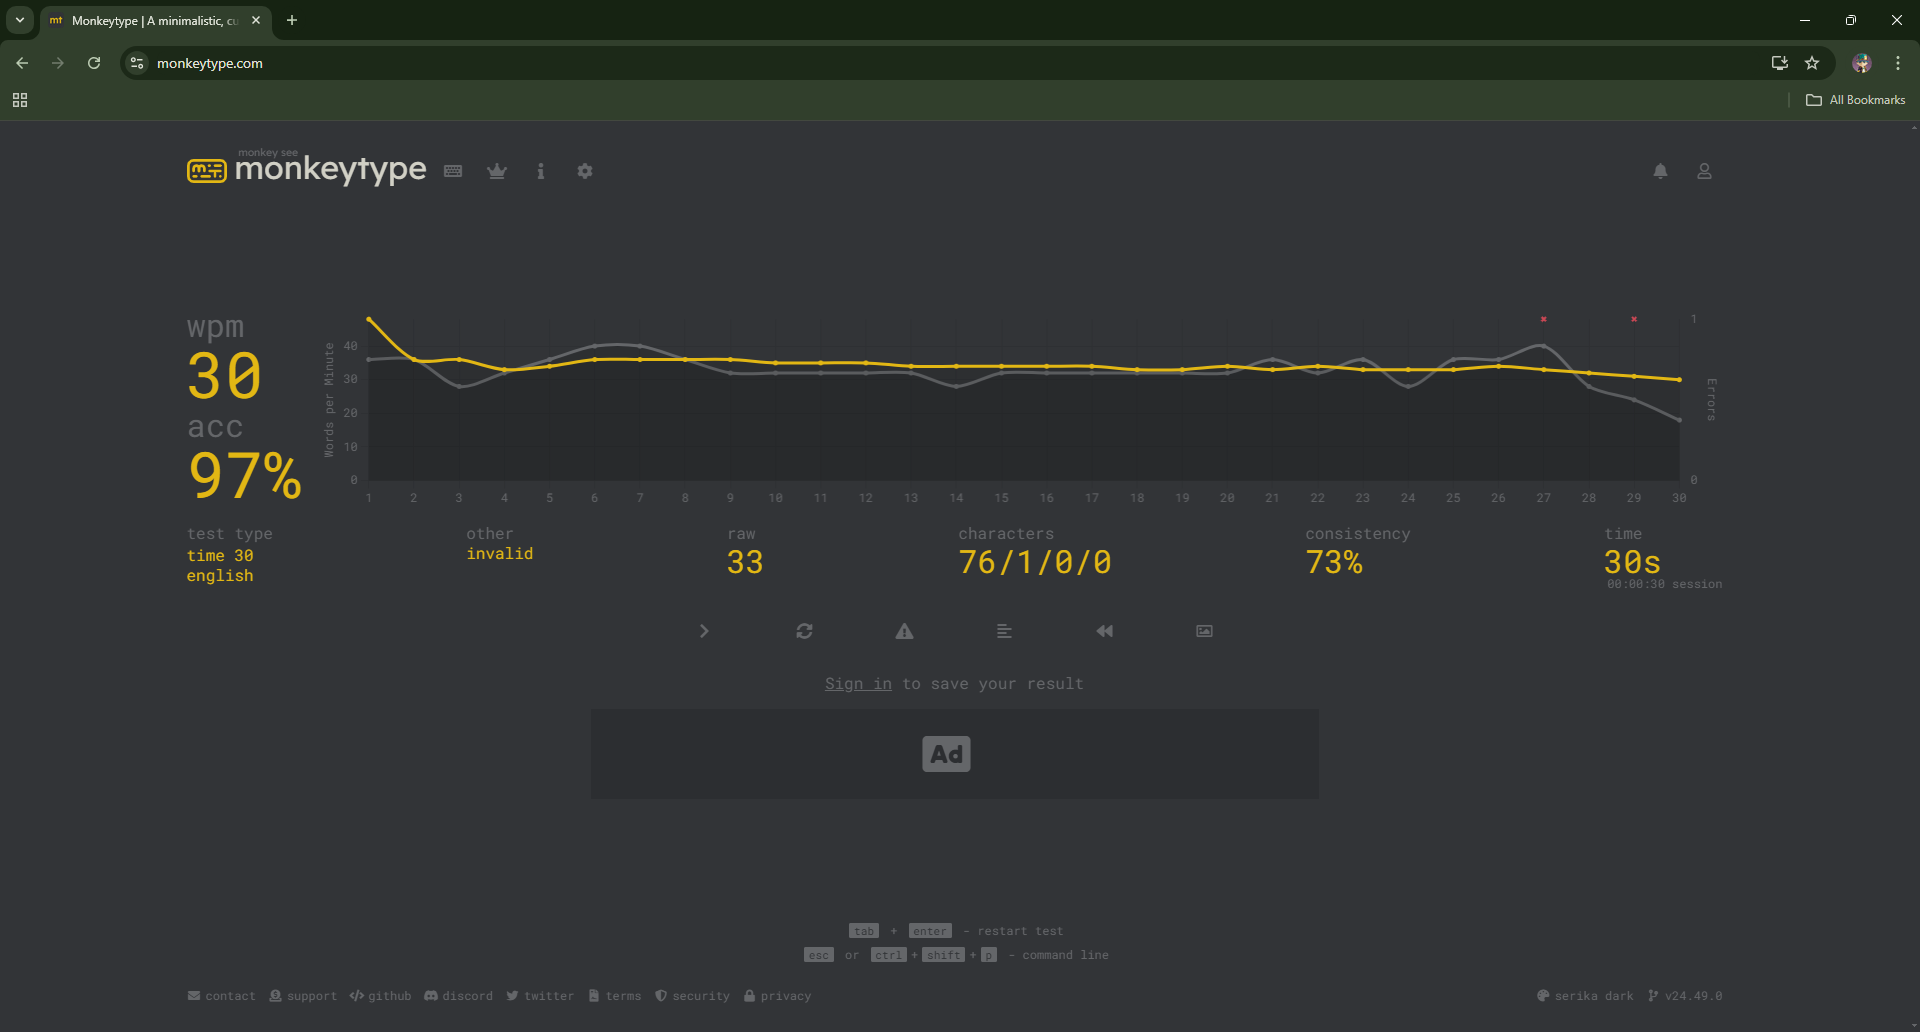 mt Monkeytype | A minimalistic, cu
monkeytype.com
All Bookmarks
monkey see
monkeytype
wpm
30
acc
97%
Words per Minute
40
30
20
10
0
1 2 3 4 5 6 7 8 9 10 11 12 13 14 15 16 17 18 19 20 21 22 23 24 25 26 27 28 29 30
1
0
Errors
test type
time 30
english
other
invalid
raw
33
characters
76/1/0/0
consistency
73%
time
30s
00:00:30 session
Sign in to save your result
Ad
tab + enter - restart test
esc or ctrl + shift + p - command line
contact support github discord twitter terms security privacy
serika dark v24.49.0